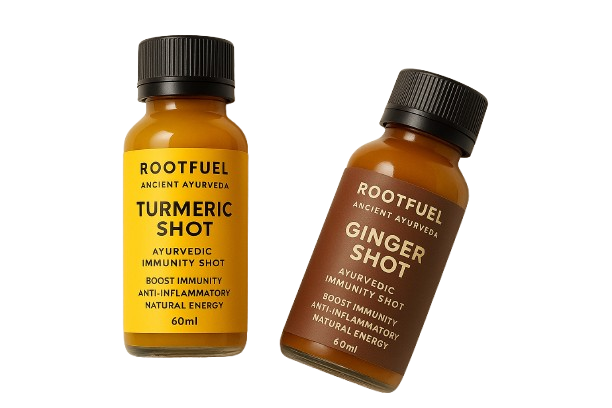 ROOTFUEL
ANCIENT AYURVEDA
TURMERIC
SHOT
AYURVEDIC
IMMUNITY SHOT
BOOST IMMUNITY
ANTI-INFLAMMATORY
NATURAL ENERGY
60ml
ROOTFUEL
ANCIENT AYURVEDA
GINGER
SHOT
AYURVEDIC
IMMUNITY SHOT
BOOST IMMUNITY
ANTI-INFLAMMATORY
NATURAL ENERGY
60ml